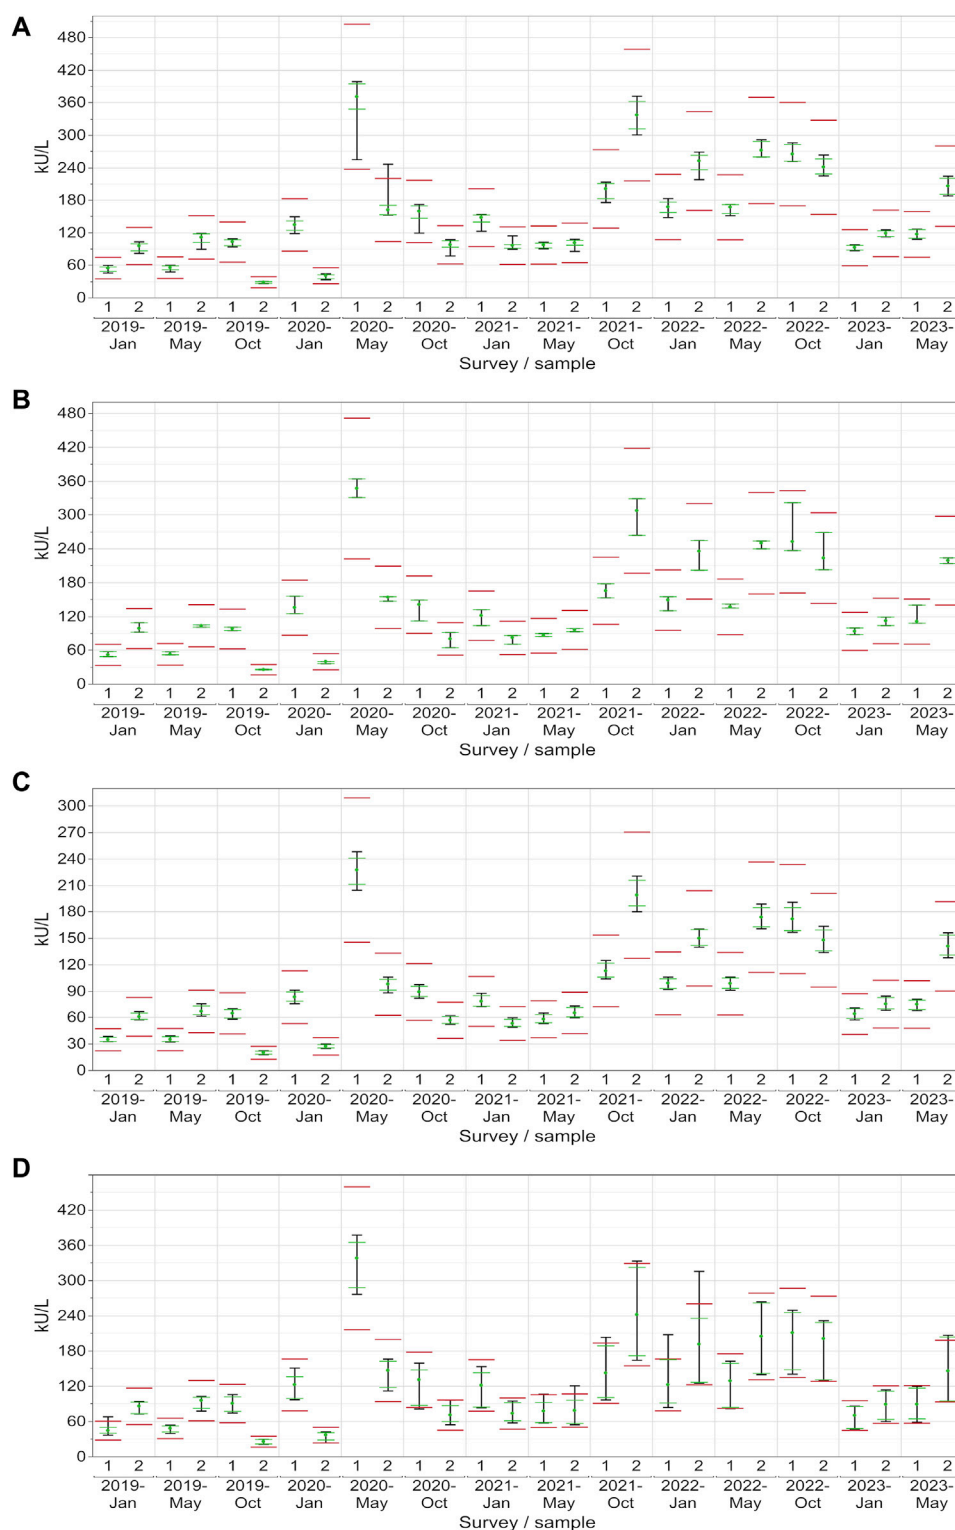 A
480
420
360
300
240
180
120
60
0
kU/L
1 2 1 2 1 2 1 2 1 2 1 2 1 2 1 2 1 2 1 2 1 2 1 2 1 2 1 2
2019- 2019- 2019- 2020- 2020- 2020- 2021- 2021- 2021- 2022- 2022- 2022- 2023- 2023-
Jan May Oct Jan May Oct Jan May Oct Jan May Oct Jan May
Survey / sample
B
480
420
360
300
240
180
120
60
0
kU/L
1 2 1 2 1 2 1 2 1 2 1 2 1 2 1 2 1 2 1 2 1 2 1 2 1 2 1 2
2019- 2019- 2019- 2020- 2020- 2020- 2021- 2021- 2021- 2022- 2022- 2022- 2023- 2023-
Jan May Oct Jan May Oct Jan May Oct Jan May Oct Jan May
Survey / sample
C
300
270
240
210
180
150
120
90
60
30
0
kU/L
1 2 1 2 1 2 1 2 1 2 1 2 1 2 1 2 1 2 1 2 1 2 1 2 1 2 1 2
2019- 2019- 2019- 2020- 2020- 2020- 2021- 2021- 2021- 2022- 2022- 2022- 2023- 2023-
Jan May Oct Jan May Oct Jan May Oct Jan May Oct Jan May
Survey / sample
D
420
360
300
240
180
120
60
0
kU/L
1 2 1 2 1 2 1 2 1 2 1 2 1 2 1 2 1 2 1 2 1 2 1 2 1 2 1 2
2019- 2019- 2019- 2020- 2020- 2020- 2021- 2021- 2021- 2022- 2022- 2022- 2023- 2023-
Jan May Oct Jan May Oct Jan May Oct Jan May Oct Jan May
Survey / sample